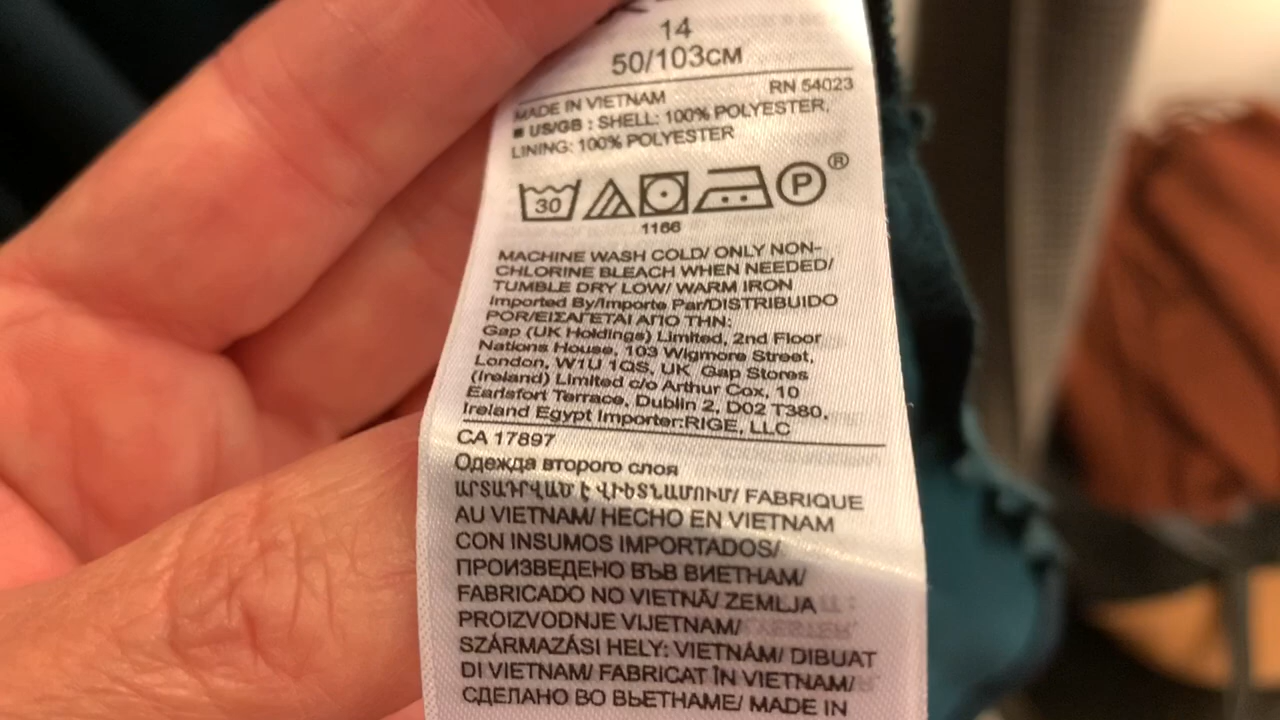 14
50/103CM
MADE IN VIETNAM RN 54023
■ US/GB : SHELL: 100% POLYESTER,
LINING: 100% POLYESTER
30 P ®
1166
MACHINE WASH COLD/ ONLY NON-
CHLORINE BLEACH WHEN NEEDED/
TUMBLE DRY LOW/ WARM IRON
Imported By/Importe Par/DISTRIBUIDO
POR/ΕΙΣΑΓΕΤΑΙ ΑΠΟ ΤΗΝ:
Gap (UK Holdings) Limited, 2nd Floor
Nations House, 103 Wigmore Street,
London, W1U 1QS, UK Gap Stores
(Ireland) Limited c/o Arthur Cox, 10
Earlsfort Terrace, Dublin 2, D02 T380,
Ireland Egypt Importer:RIGE, LLC
CA 17897
Одежда второго слоя
ԱՐՏԱԴՐՎԱԾ Է ՎԻԵՏՆԱՄՈՒՄ/ FABRIQUE
AU VIETNAM/ HECHO EN VIETNAM
CON INSUMOS IMPORTADOS/
ПРОИЗВЕДЕНО ВЪВ ВИЕТНАМ/
FABRICADO NO VIETNÃ/ ZEMLJA
PROIZVODNJE VIJETNAM/
SZÁRMAZÁSI HELY: VIETNÁM/ DIBUAT
DI VIETNAM/ FABRICAT ÎN VIETNAM/
СДЕЛАНО ВО ВЬЕТНАМЕ/ MADE IN